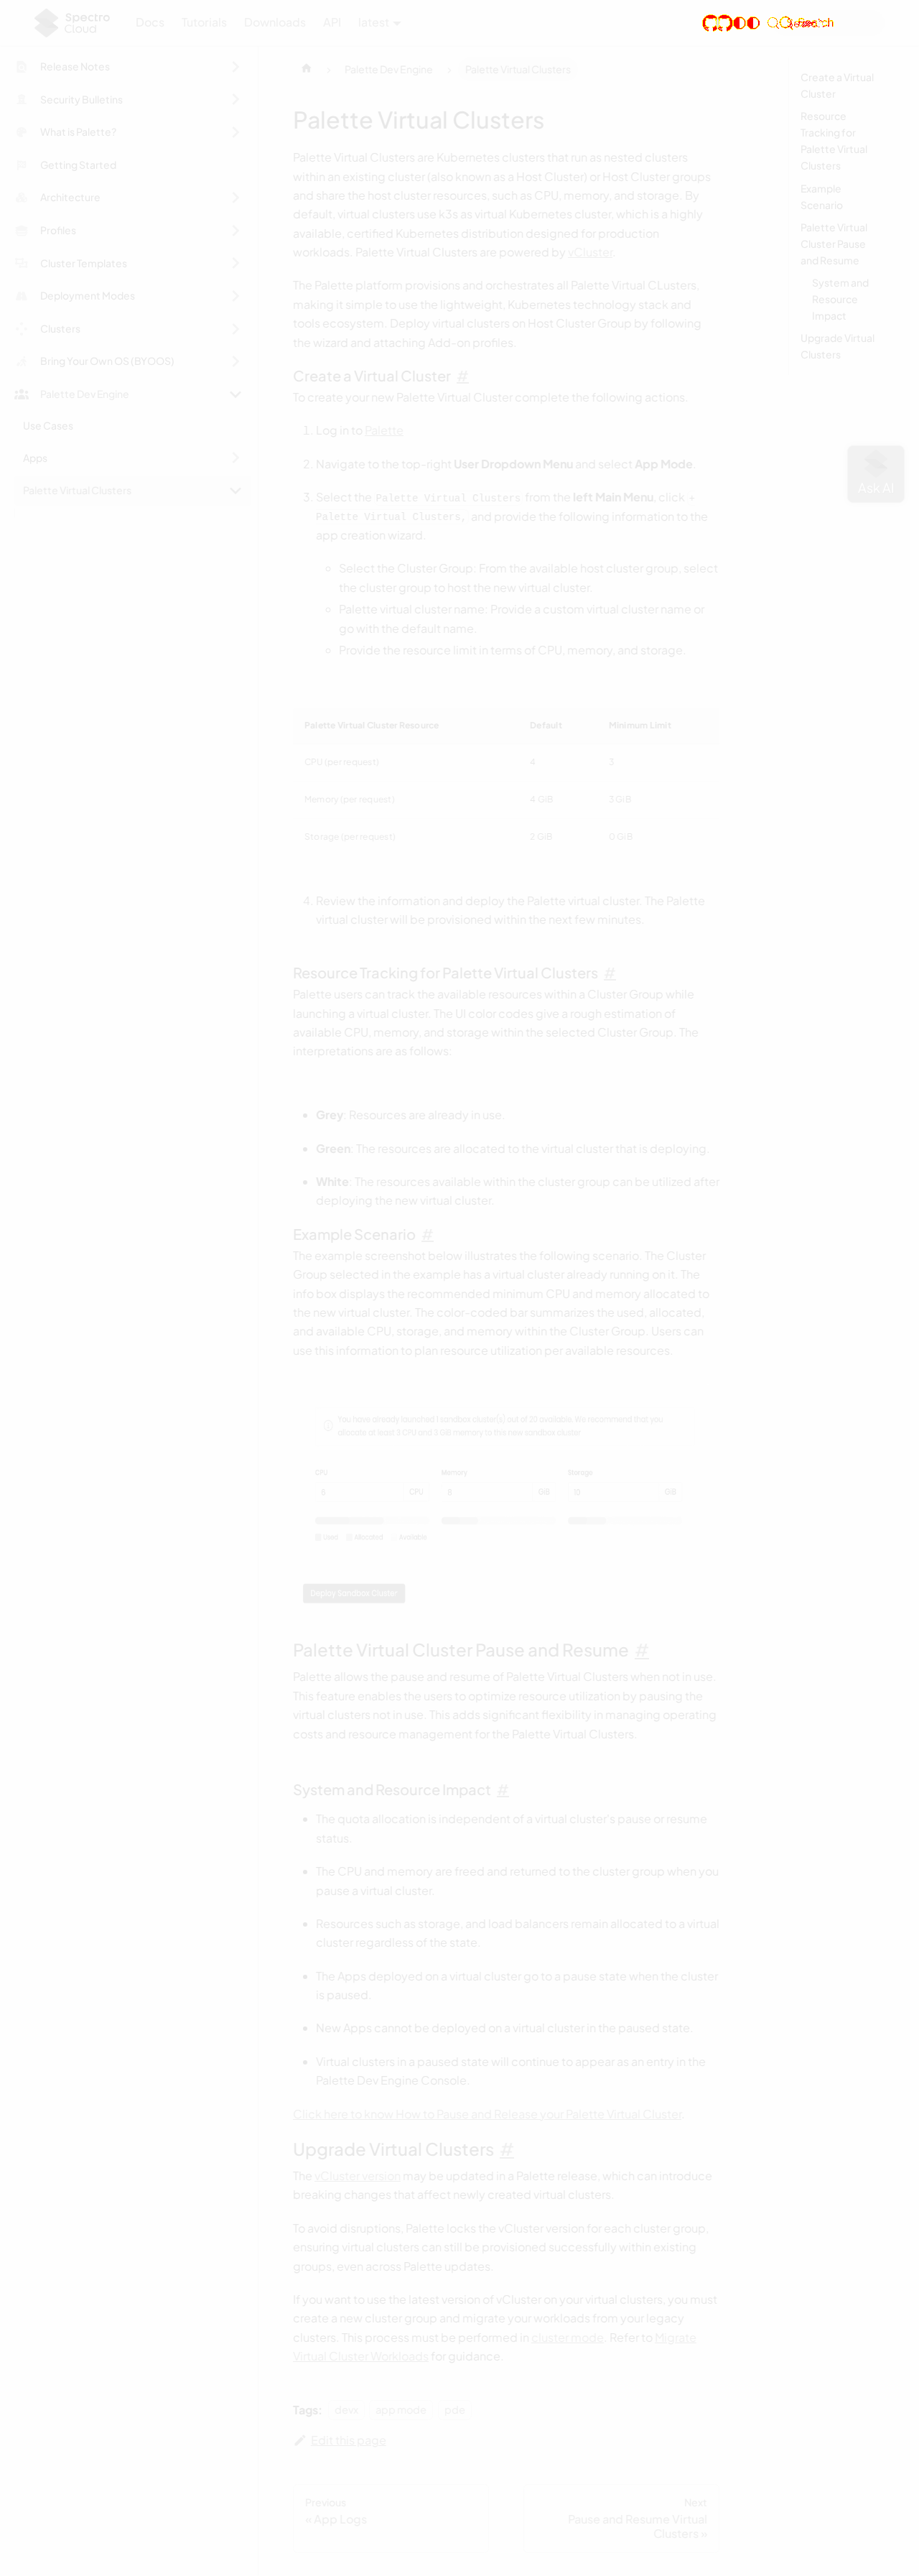 Spectro Cloud
Docs Tutorials Downloads API latest
Release Notes
Security Bulletins
What is Palette?
Getting Started
Architecture
Profiles
Cluster Templates
Deployment Modes
Clusters
Bring Your Own OS (BYOOS)
Palette Dev Engine
Use Cases
Apps
Palette Virtual Clusters
Palette Dev Engine Palette Virtual Clusters
Palette Virtual Clusters
Palette Virtual Clusters are Kubernetes clusters that run as nested clusters
within an existing cluster (also known as a Host Cluster) or Host Cluster groups
and share the host cluster resources, such as CPU, memory, and storage. By
default, virtual clusters use k3s as virtual Kubernetes cluster, which is a highly
available, certified Kubernetes distribution designed for production
workloads. Palette Virtual Clusters are powered by vCluster.
The Palette platform provisions and orchestrates all Palette Virtual CLusters,
making it simple to use the lightweight, Kubernetes technology stack and
tools ecosystem. Deploy virtual clusters on Host Cluster Group by following
the wizard and attaching Add-on profiles.
Create a Virtual Cluster #
To create your new Palette Virtual Cluster complete the following actions.
1. Log in to Palette
2. Navigate to the top-right User Dropdown Menu and select App Mode.
3. Select the Palette Virtual Clusters from the left Main Menu, click +
Palette Virtual Clusters, and provide the following information to the
app creation wizard.
Select the Cluster Group: From the available host cluster group, select
the cluster group to host the new virtual cluster.
Palette virtual cluster name: Provide a custom virtual cluster name or
go with the default name.
Provide the resource limit in terms of CPU, memory, and storage.
Palette Virtual Cluster Resource Default Minimum Limit
CPU (per request) 4 3
Memory (per request) 4 GiB 3 GiB
Storage (per request) 2 GiB 0 GiB
4. Review the information and deploy the Palette virtual cluster. The Palette
virtual cluster will be provisioned within the next few minutes.
Resource Tracking for Palette Virtual Clusters #
Palette users can track the available resources within a Cluster Group while
launching a virtual cluster. The UI color codes give a rough estimation of
available CPU, memory, and storage within the selected Cluster Group. The
interpretations are as follows:
Grey: Resources are already in use.
Green: The resources are allocated to the virtual cluster that is deploying.
White: The resources available within the cluster group can be utilized after
deploying the new virtual cluster.
Example Scenario #
The example screenshot below illustrates the following scenario. The Cluster
Group selected in the example has a virtual cluster already running on it. The
info box displays the recommended minimum CPU and memory allocated to
the new virtual cluster. The color-coded bar summarizes the used, allocated,
and available CPU, storage, and memory within the Cluster Group. Users can
use this information to plan resource utilization per available resources.
You have already launched 1 sandbox cluster(s) out of 20 available. We recommend that you
allocate at least 3 CPU and 3 GiB memory to the new sandbox cluster
CPU Memory Storage
CPU GiB 10 GiB
Used Allocated Available
Deploy Sandbox Cluster
Palette Virtual Cluster Pause and Resume #
Palette allows the pause and resume of Palette Virtual Clusters when not in use.
This feature enables the users to optimize resource utilization by pausing the
virtual clusters not in use. This adds significant flexibility in managing operating
costs and resource management for the Palette Virtual Clusters.
System and Resource Impact #
The quota allocation is independent of a virtual cluster's pause or resume
status.
The CPU and memory are freed and returned to the cluster group when you
pause a virtual cluster.
Resources such as storage, and load balancers remain allocated to a virtual
cluster regardless of the state.
The Apps deployed on a virtual cluster go to a pause state when the cluster
is paused.
New Apps cannot be deployed on a virtual cluster in the paused state.
Virtual clusters in a paused state will continue to appear as an entry in the
Palette Dev Engine Console.
Click here to know How to Pause and Release your Palette Virtual Cluster.
Upgrade Virtual Clusters #
The vCluster version may be updated in a Palette release, which can introduce
breaking changes that affect newly created virtual clusters.
To avoid disruptions, Palette locks the vCluster version for each cluster group,
ensuring virtual clusters can still be provisioned successfully within existing
groups, even across Palette updates.
If you want to use the latest version of vCluster on your virtual clusters, you must
create a new cluster group and migrate your workloads from your legacy
clusters. This process must be performed in cluster mode. Refer to Migrate
Virtual Cluster Workloads for guidance.
Tags: devx app mode pde
Edit this page
Previous
« App Logs
Next
Pause and Resume Virtual
Clusters »
Create a Virtual
Cluster
Resource
Tracking for
Palette Virtual
Clusters
Example
Scenario
Palette Virtual
Cluster Pause
and Resume
System and
Resource
Impact
Upgrade Virtual
Clusters
Ask AI